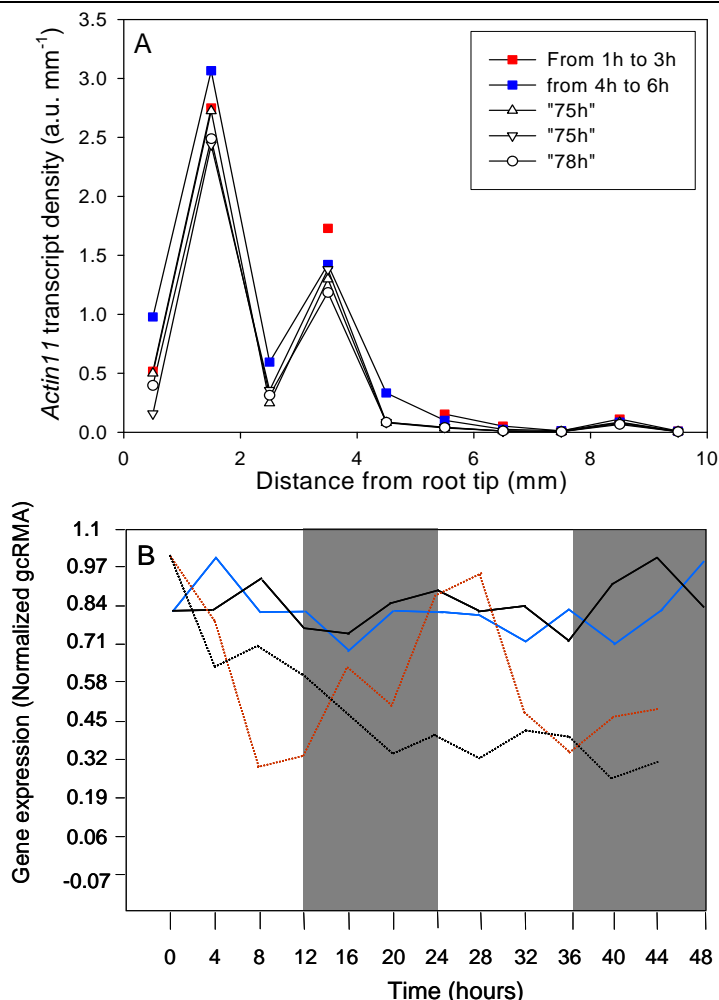 A
3.5
3.0
2.5
2.0
1.5
1.0
0.5
0.0
Actin11 transcript density (a.u. mm-1)
From 1h to 3h
from 4h to 6h
"75h"
"75h"
"78h"
0 2 4 6 8 10
Distance from root tip (mm)
B
1.1
0.97
0.84
0.71
0.58
0.45
0.32
0.19
0.06
-0.07
Gene expression (Normalized gcRMA)
0 4 8 12 16 20 24 28 32 36 40 44 48
Time (hours)